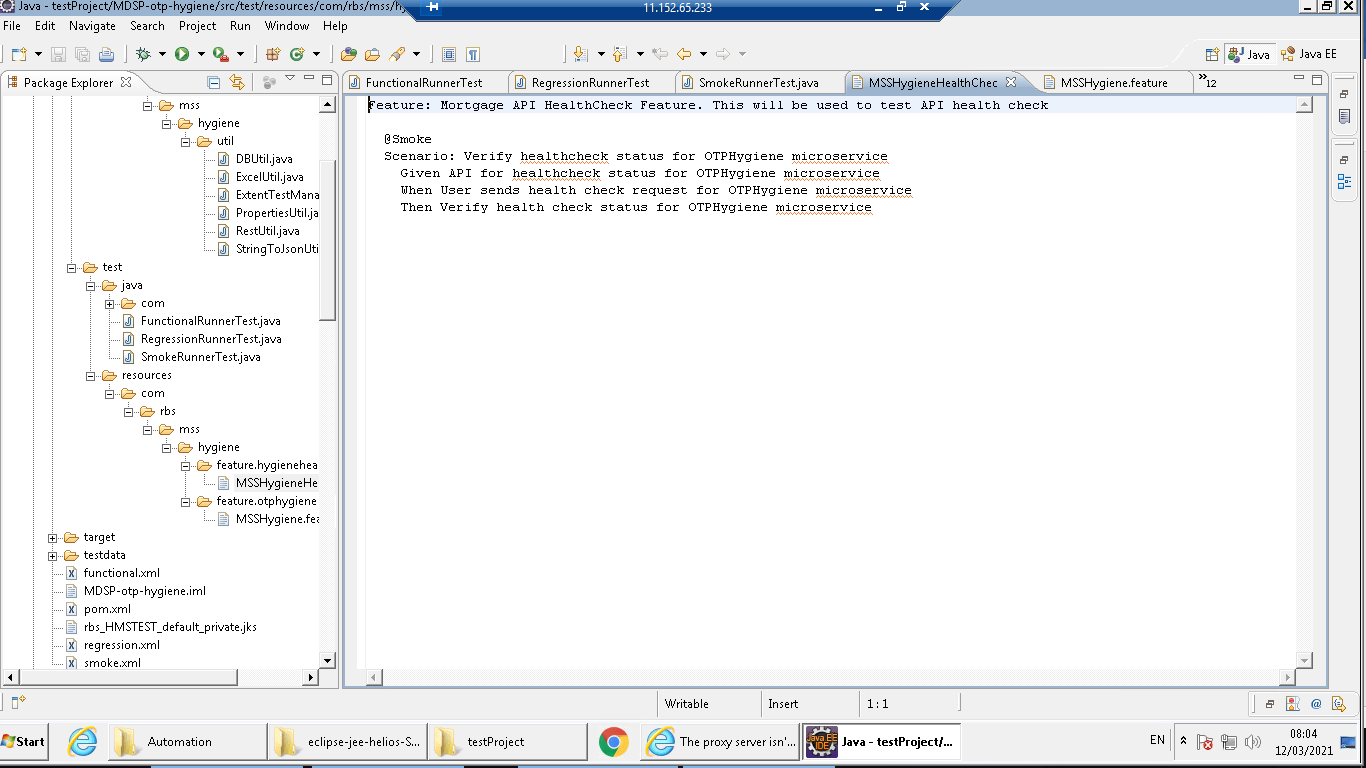 Java - testProject/MDSP-otp-hygiene/src/test/resources/com/rbs/mss/hy
11.152.65.233
File Edit Navigate Search Project Run Window Help
Java
Java EE
Package Explorer
FunctionalRunnerTest
RegressionRunnerTest
SmokeRunnerTest.java
MSSHygieneHealthChec
MSSHygiene.feature
»12
mss
hygiene
util
DBUtil.java
ExcelUtil.java
ExtentTestMana
PropertiesUtil.ja
RestUtil.java
StringToJsonUti
test
java
com
FunctionalRunnerTest.java
RegressionRunnerTest.java
SmokeRunnerTest.java
resources
com
rbs
mss
hygiene
feature.hygienehea
MSSHygieneHe
feature.otphygiene
MSSHygiene.fea
target
testdata
functional.xml
MDSP-otp-hygiene.iml
pom.xml
rbs_HMSTEST_default_private.jks
regression.xml
smoke.xml
Feature: Mortgage API HealthCheck Feature. This will be used to test API health check
@Smoke
Scenario: Verify healthcheck status for OTPHygiene microservice
Given API for healthcheck status for OTPHygiene microservice
When User sends health check request for OTPHygiene microservice
Then Verify health check status for OTPHygiene microservice
Writable
Insert
1 : 1
Start
Automation
eclipse-jee-helios-S...
testProject
The proxy server isn'...
Java EE IDE
Java - testProject/...
EN
08:04
12/03/2021